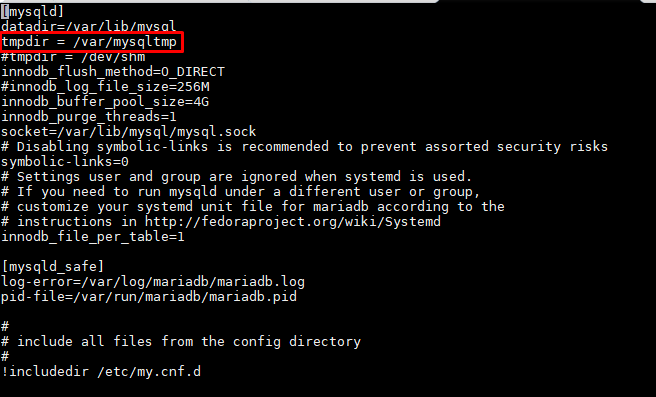 [mysqld]
datadir=/var/lib/mysql
tmpdir = /var/mysqltmp
#tmpdir = /dev/shm
innodb_flush_method=O_DIRECT
#innodb_log_file_size=256M
innodb_buffer_pool_size=4G
innodb_purge_threads=1
socket=/var/lib/mysql/mysql.sock
# Disabling symbolic-links is recommended to prevent assorted security risks
symbolic-links=0
# Settings user and group are ignored when systemd is used.
# If you need to run mysqld under a different user or group,
# customize your systemd unit file for mariadb according to the
# instructions in http://fedoraproject.org/wiki/Systemd
innodb_file_per_table=1

[mysqld_safe]
log-error=/var/log/mariadb/mariadb.log
pid-file=/var/run/mariadb/mariadb.pid

#
# include all files from the config directory
#
!includedir /etc/my.cnf.d